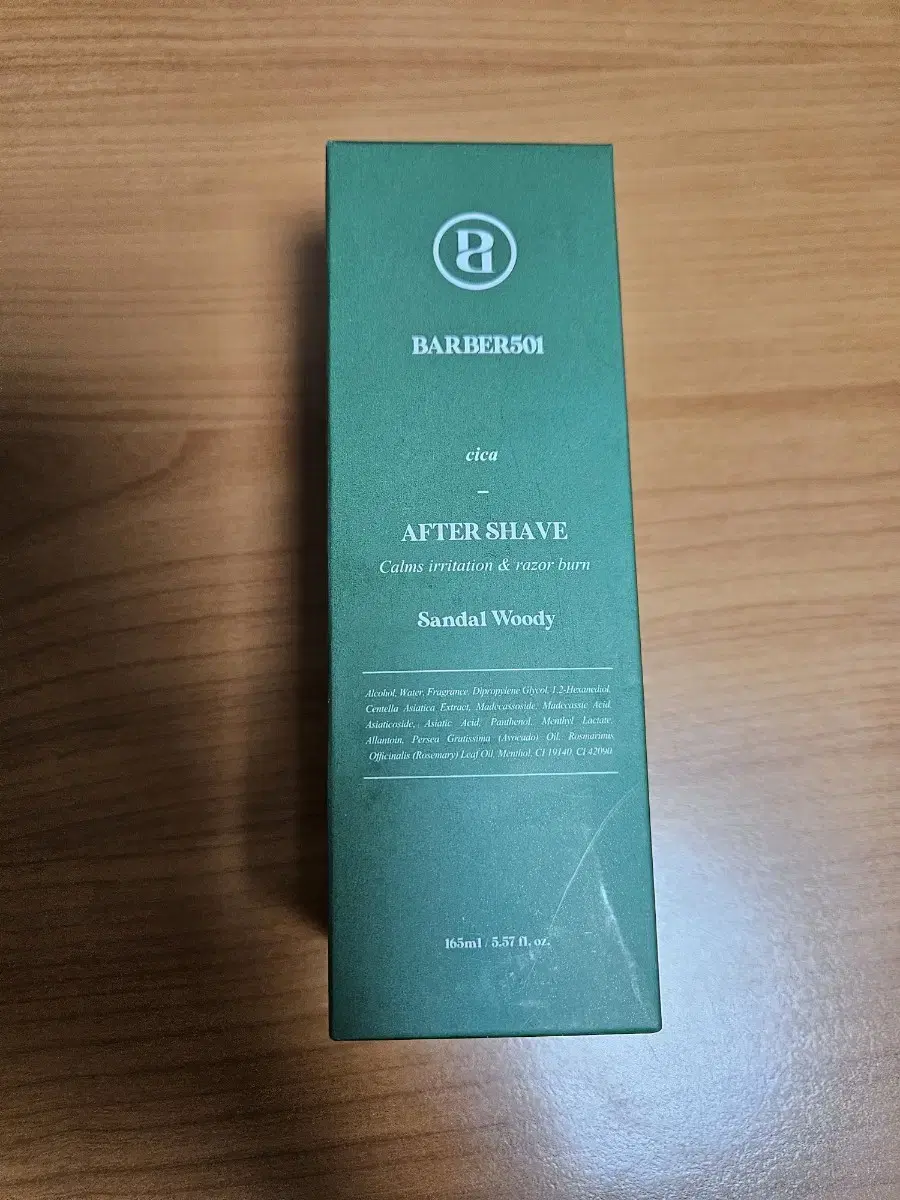 BARBER501
cica
–
AFTER SHAVE
Calms irritation & razor burn
Sandal Woody
Alcohol, Water, Fragrance, Dipropylene Glycol, 1,2-Hexanediol,
Centella Asiatica Extract, Madecassoside, Madecassic Acid,
Asiaticoside, Asiatic Acid, Panthenol, Menthyl Lactate,
Allantoin, Persea Gratissima (Avocado) Oil, Rosmarinus
Officinalis (Rosemary) Leaf Oil, Menthol, CI 19140, CI 42090
165ml / 5.57 fl. oz.